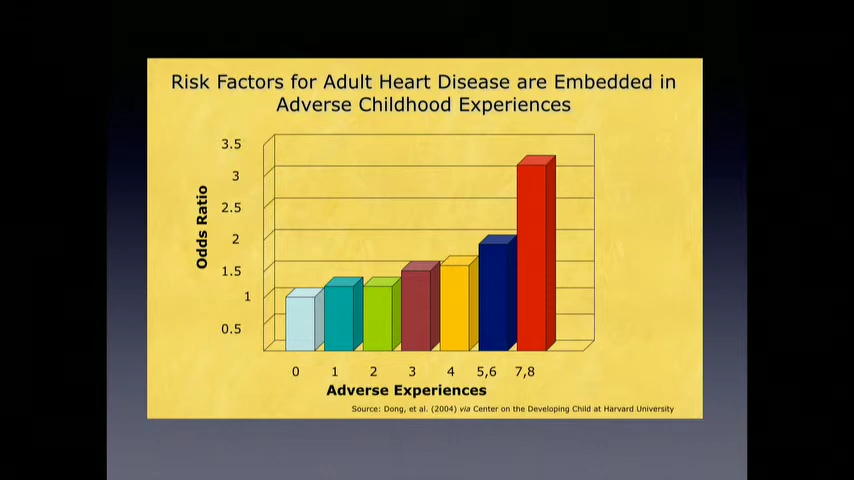 Risk Factors for Adult Heart Disease are Embedded in
Adverse Childhood Experiences
3.5
3
2.5
2
1.5
1
0.5
Odds Ratio
0 1 2 3 4 5,6 7,8
Adverse Experiences
Source: Dong, et al. (2004) via Center on the Developing Child at Harvard University